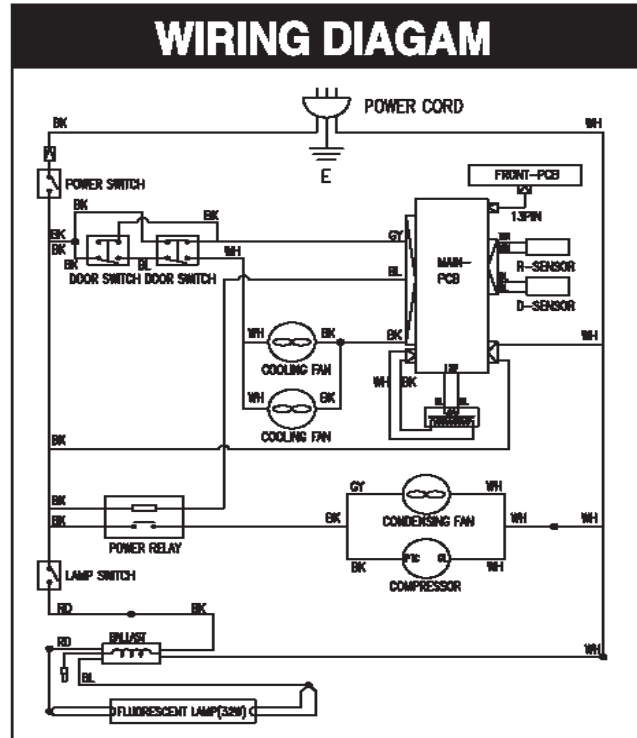 WIRING DIAGAM
POWER CORD
BK
WH
E
POWER SWITCH
FRONT-PCB
13PIN
BK
BK
BK
BK
WH
GY
BK
BL
DOOR SWITCH
DOOR SWITCH
BL
MAIN-
PCB
R-SENSOR
D-SENSOR
WH
BK
BK
WH
COOLING FAN
WH
BK
WH
BK
COOLING FAN
BK
BK
GY
WH
BK
POWER RELAY
BK
CONDENSING FAN
WH
WH
PTC
OL
BK
COMPRESSOR
WH
LAMP SWITCH
RD
BK
RD
BALLAST
WH
BL
FLUORESCENT LAMP(32W)